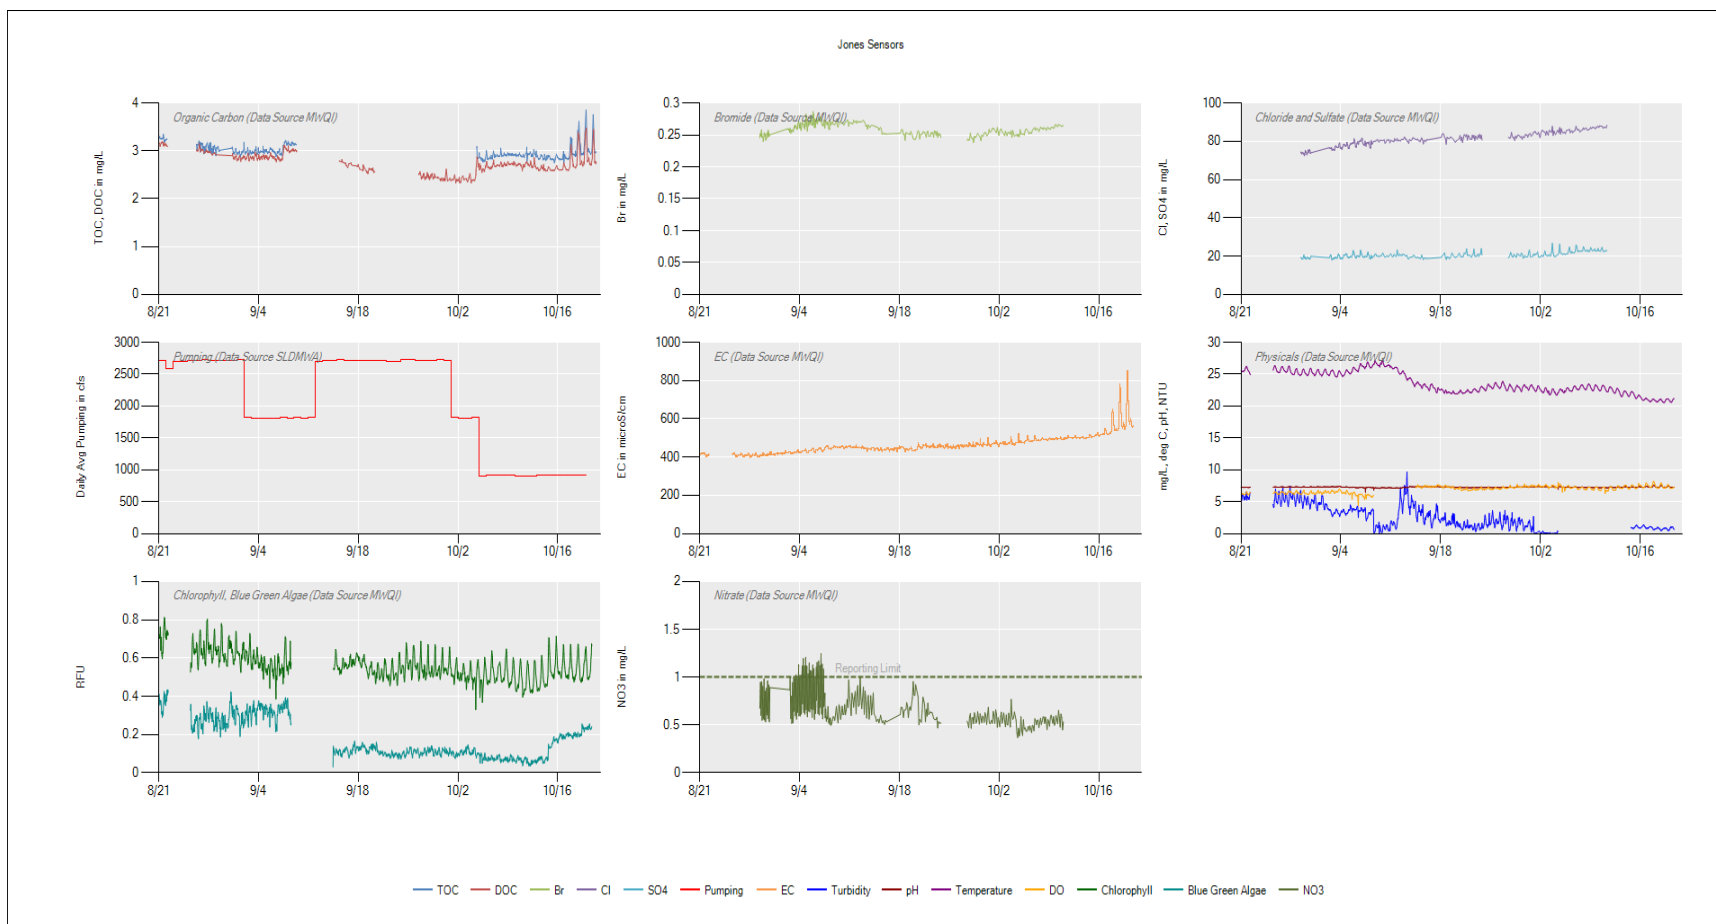 Jones Sensors
Organic Carbon (Data Source MWQI)
TOC, DOC in mg/L
4
3
2
1
0
8/21 9/4 9/18 10/2 10/16
Bromide (Data Source MWQI)
Br in mg/L
0.3
0.25
0.2
0.15
0.1
0.05
0
8/21 9/4 9/18 10/2 10/16
Chloride and Sulfate (Data Source MWQI)
Cl, SO4 in mg/L
100
80
60
40
20
0
8/21 9/4 9/18 10/2 10/16
Pumping (Data Source SLDMWA)
Daily Avg Pumping in cfs
3000
2500
2000
1500
1000
500
0
8/21 9/4 9/18 10/2 10/16
EC (Data Source MWQI)
EC in microS/cm
1000
800
600
400
200
0
8/21 9/4 9/18 10/2 10/16
Physicals (Data Source MWQI)
mg/L, deg C, pH, NTU
30
25
20
15
10
5
0
8/21 9/4 9/18 10/2 10/16
Chlorophyll, Blue Green Algae (Data Source MWQI)
RFU
1
0.8
0.6
0.4
0.2
0
8/21 9/4 9/18 10/2 10/16
Nitrate (Data Source MWQI)
NO3 in mg/L
2
1.5
1
0.5
0
Reporting Limit
8/21 9/4 9/18 10/2 10/16
TOC DOC Br Cl SO4 Pumping EC Turbidity pH Temperature DO Chlorophyll Blue Green Algae NO3